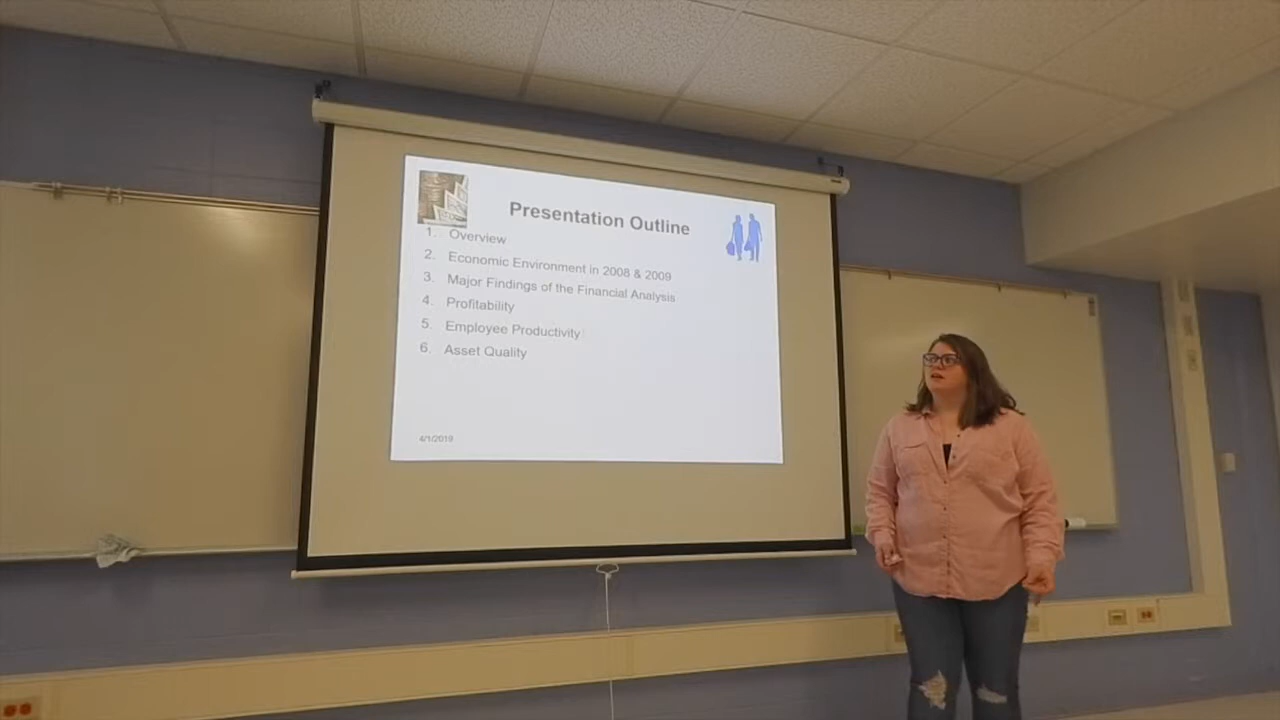 Presentation Outline
1. Overview
2. Economic Environment in 2008 & 2009
3. Major Findings of the Financial Analysis
4. Profitability
5. Employee Productivity
6. Asset Quality
4/1/2019